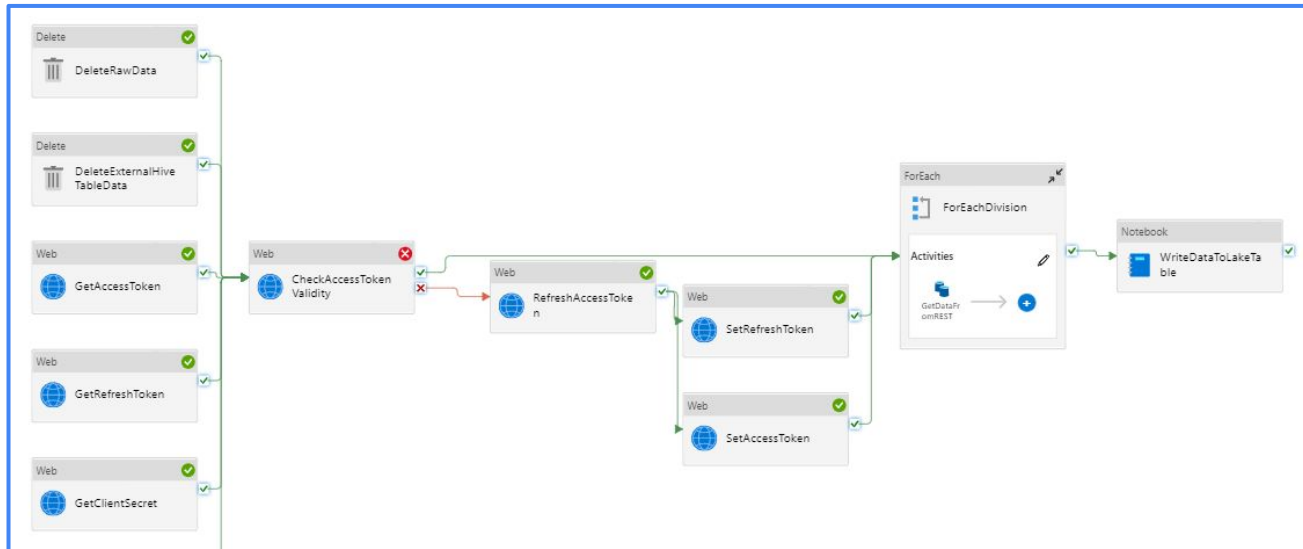 Delete
DeleteRawData
Delete
DeleteExternalHive
TableData
Web
GetAccessToken
Web
GetRefreshToken
Web
GetClientSecret
Web
CheckAccessToken
Validity
Web
RefreshAccessToke
n
Web
SetRefreshToken
Web
SetAccessToken
ForEach
ForEachDivision
Activities
GetDataFr
omREST
Notebook
WriteDataToLakeTa
ble